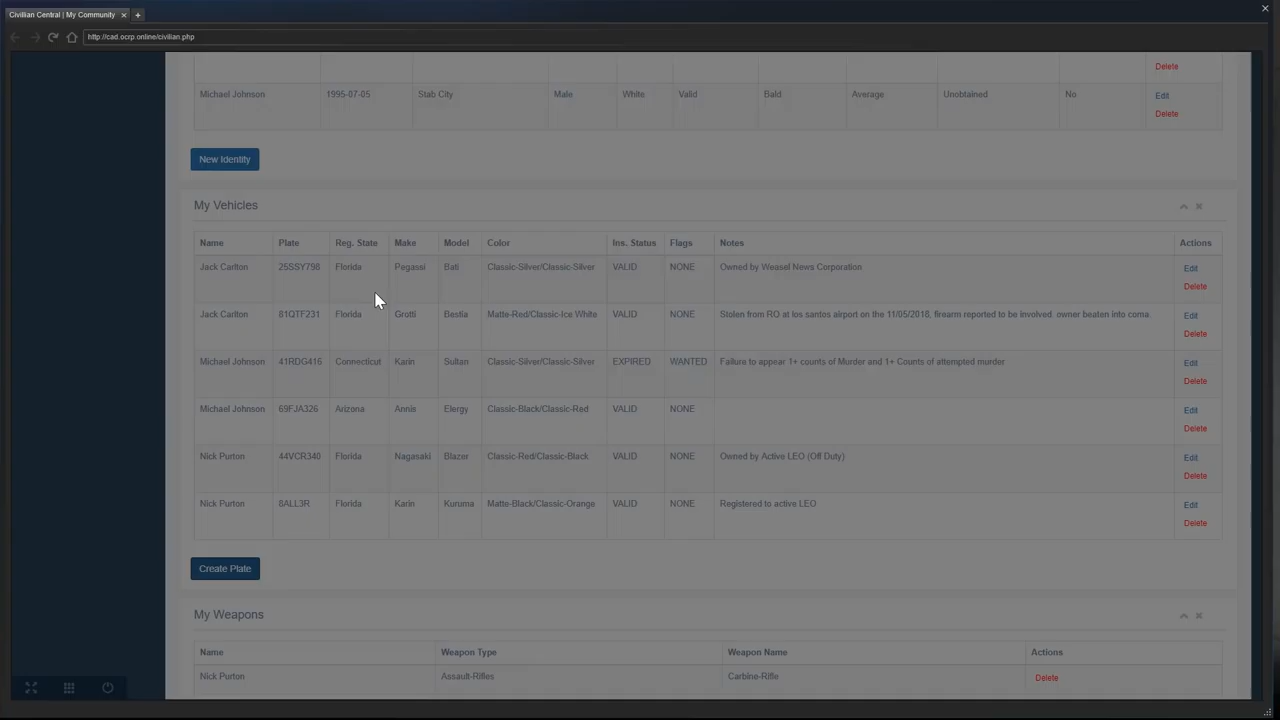 Civillian Central | My Community
http://cad.ocrp.online/civilian.php
Delete
Michael Johnson 1995-07-05 Stab City Male White Valid Bald Average Unobtained No Edit
Delete
New Identity
My Vehicles
Name Plate Reg. State Make Model Color Ins. Status Flags Notes Actions
Jack Carlton 25SSY798 Florida Pegassi Bati Classic-Silver/Classic-Silver VALID NONE Owned by Weasel News Corporation Edit
Delete
Jack Carlton 81QTF231 Florida Grotti Bestia Matte-Red/Classic-Ice White VALID NONE Stolen from RO at los santos airport on the 11/05/2018, firearm reported to be involved. owner beaten into coma. Edit
Delete
Michael Johnson 41RDG416 Connecticut Karin Sultan Classic-Silver/Classic-Silver EXPIRED WANTED Failure to appear 1+ counts of Murder and 1+ Counts of attempted murder Edit
Delete
Michael Johnson 69FJA326 Arizona Annis Elergy Classic-Black/Classic-Red VALID NONE Edit
Delete
Nick Purton 44VCR340 Florida Nagasaki Blazer Classic-Red/Classic-Black VALID NONE Owned by Active LEO (Off Duty) Edit
Delete
Nick Purton 8ALL3R Florida Karin Kuruma Matte-Black/Classic-Orange VALID NONE Registered to active LEO Edit
Delete
Create Plate
My Weapons
Name Weapon Type Weapon Name Actions
Nick Purton Assault-Rifles Carbine-Rifle Delete